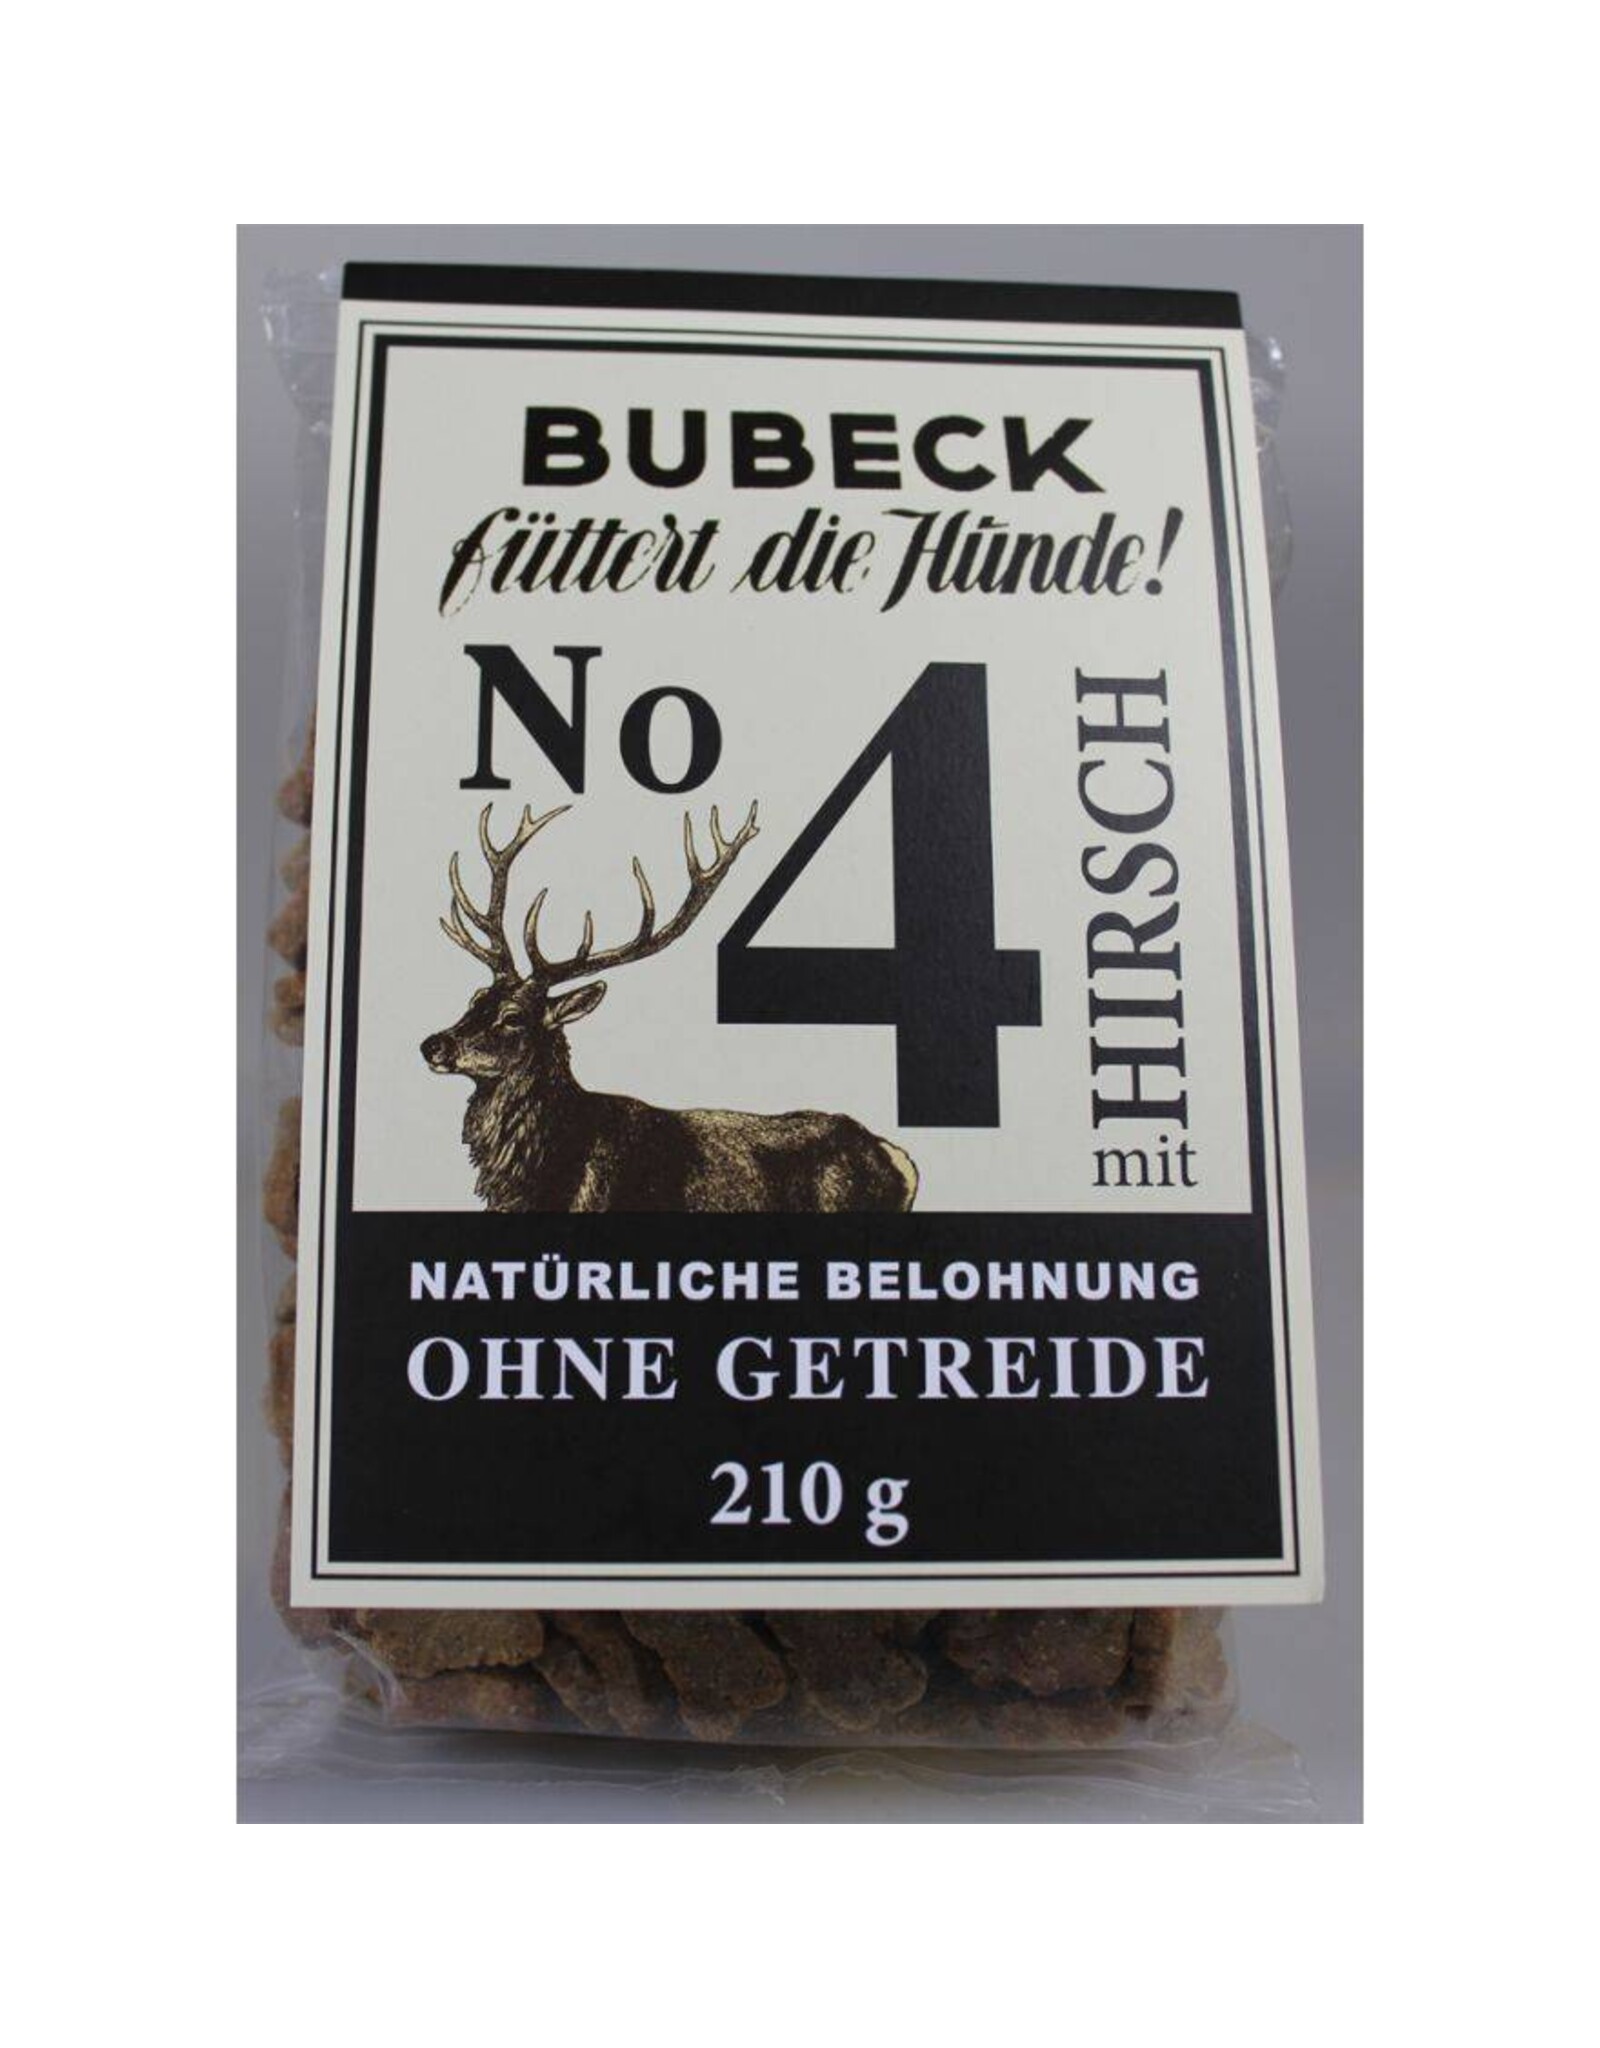 BUBECK
füttert die Hunde!
No 4
mit HIRSCH
NATÜRLICHE BELOHNUNG
OHNE GETREIDE
210 g